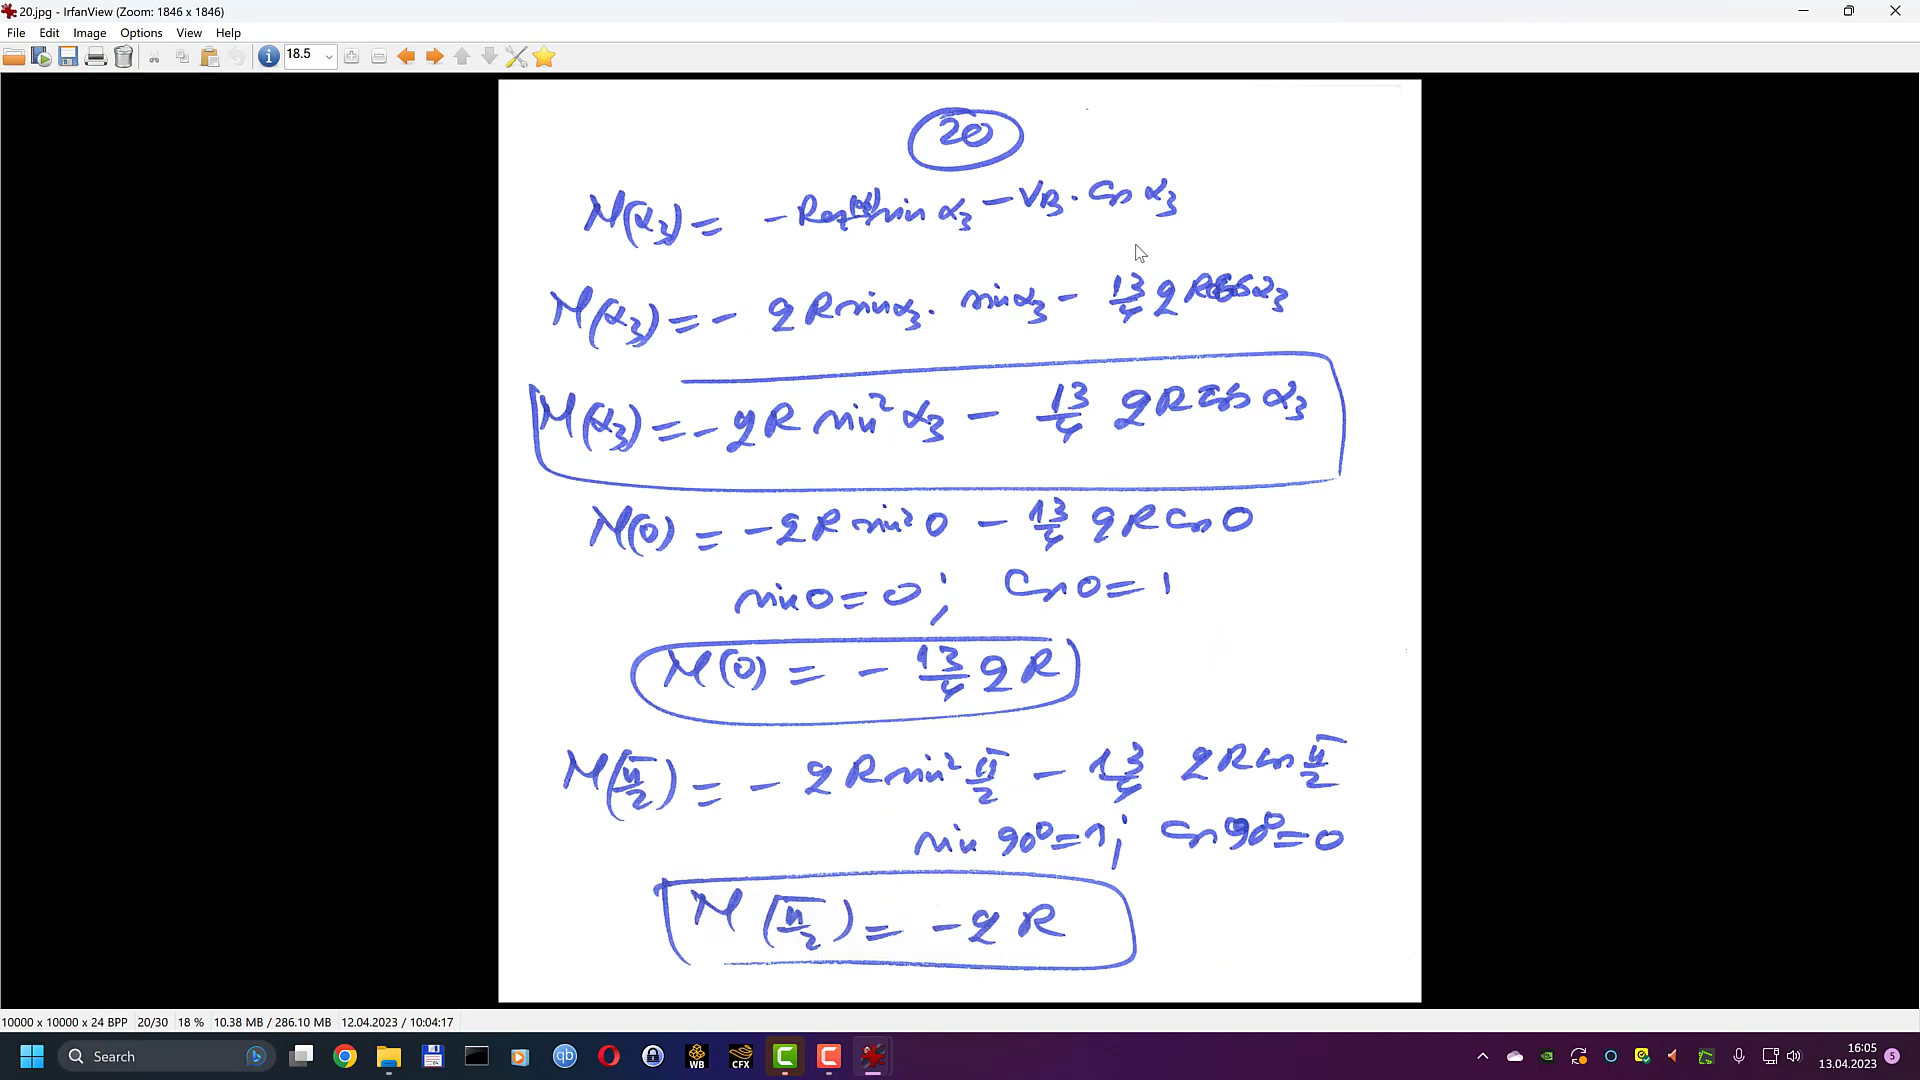 20.jpg - IrfanView (Zoom: 1846 x 1846)
File Edit Image Options View Help
18.5
20
M(α₃) = - Req(α) sin α₃ - VB · cos α₃
M(α₃) = - qR sin α₃ · sin α₃ - 13/4 qR cos α₃
M(α₃) = - qR sin² α₃ - 13/4 qR cos α₃
M(0) = - qR sin² 0 - 13/4 qR cos 0
sin 0 = 0; cos 0 = 1
M(0) = - 13/4 qR
M(π/2) = - qR sin² π/2 - 13/4 qR cos π/2
sin 90° = 1; cos 90° = 0
M(π/2) = - qR
10000 x 10000 x 24 BPP 20/30 18 % 10.38 MB / 286.10 MB 12.04.2023 / 10:04:17
Search
qb
WB
CFX
16:05
13.04.2023
5